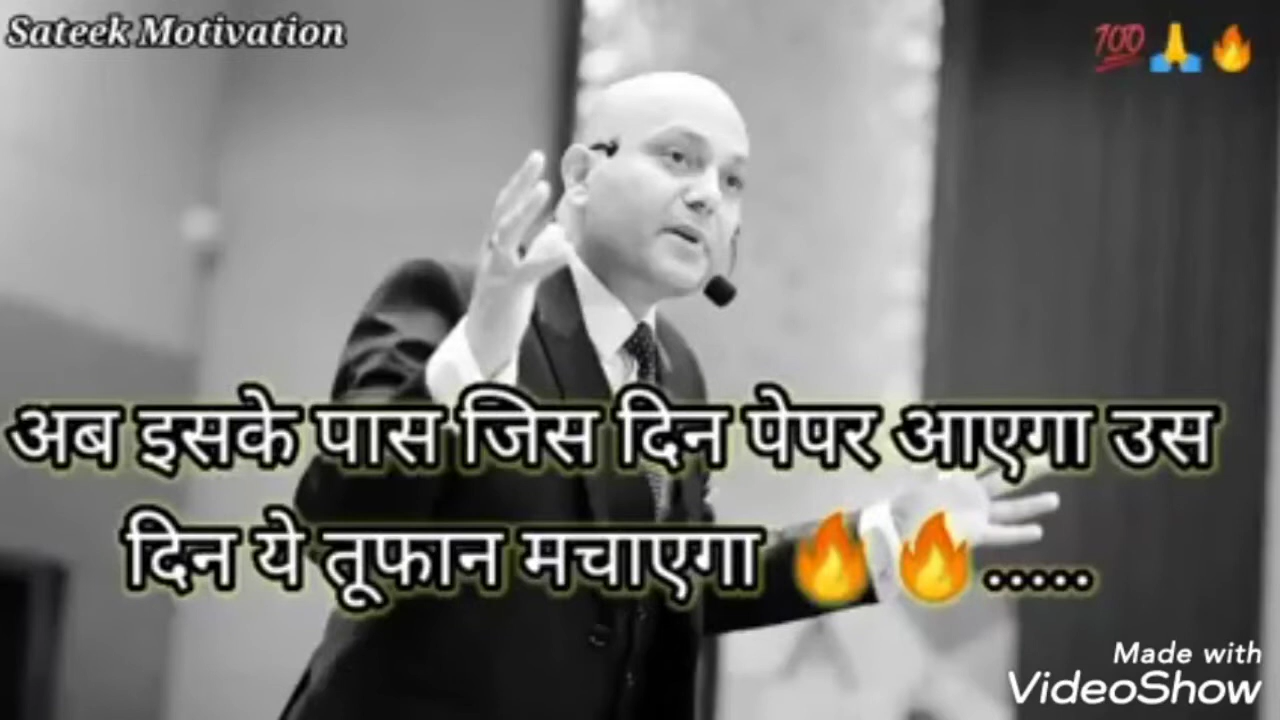 Sateek Motivation 💯🙏🔥
अब इसके पास जिस दिन पेपर आएगा उस
दिन ये तूफान मचाएगा 🔥🔥.....
Made with
VideoShow